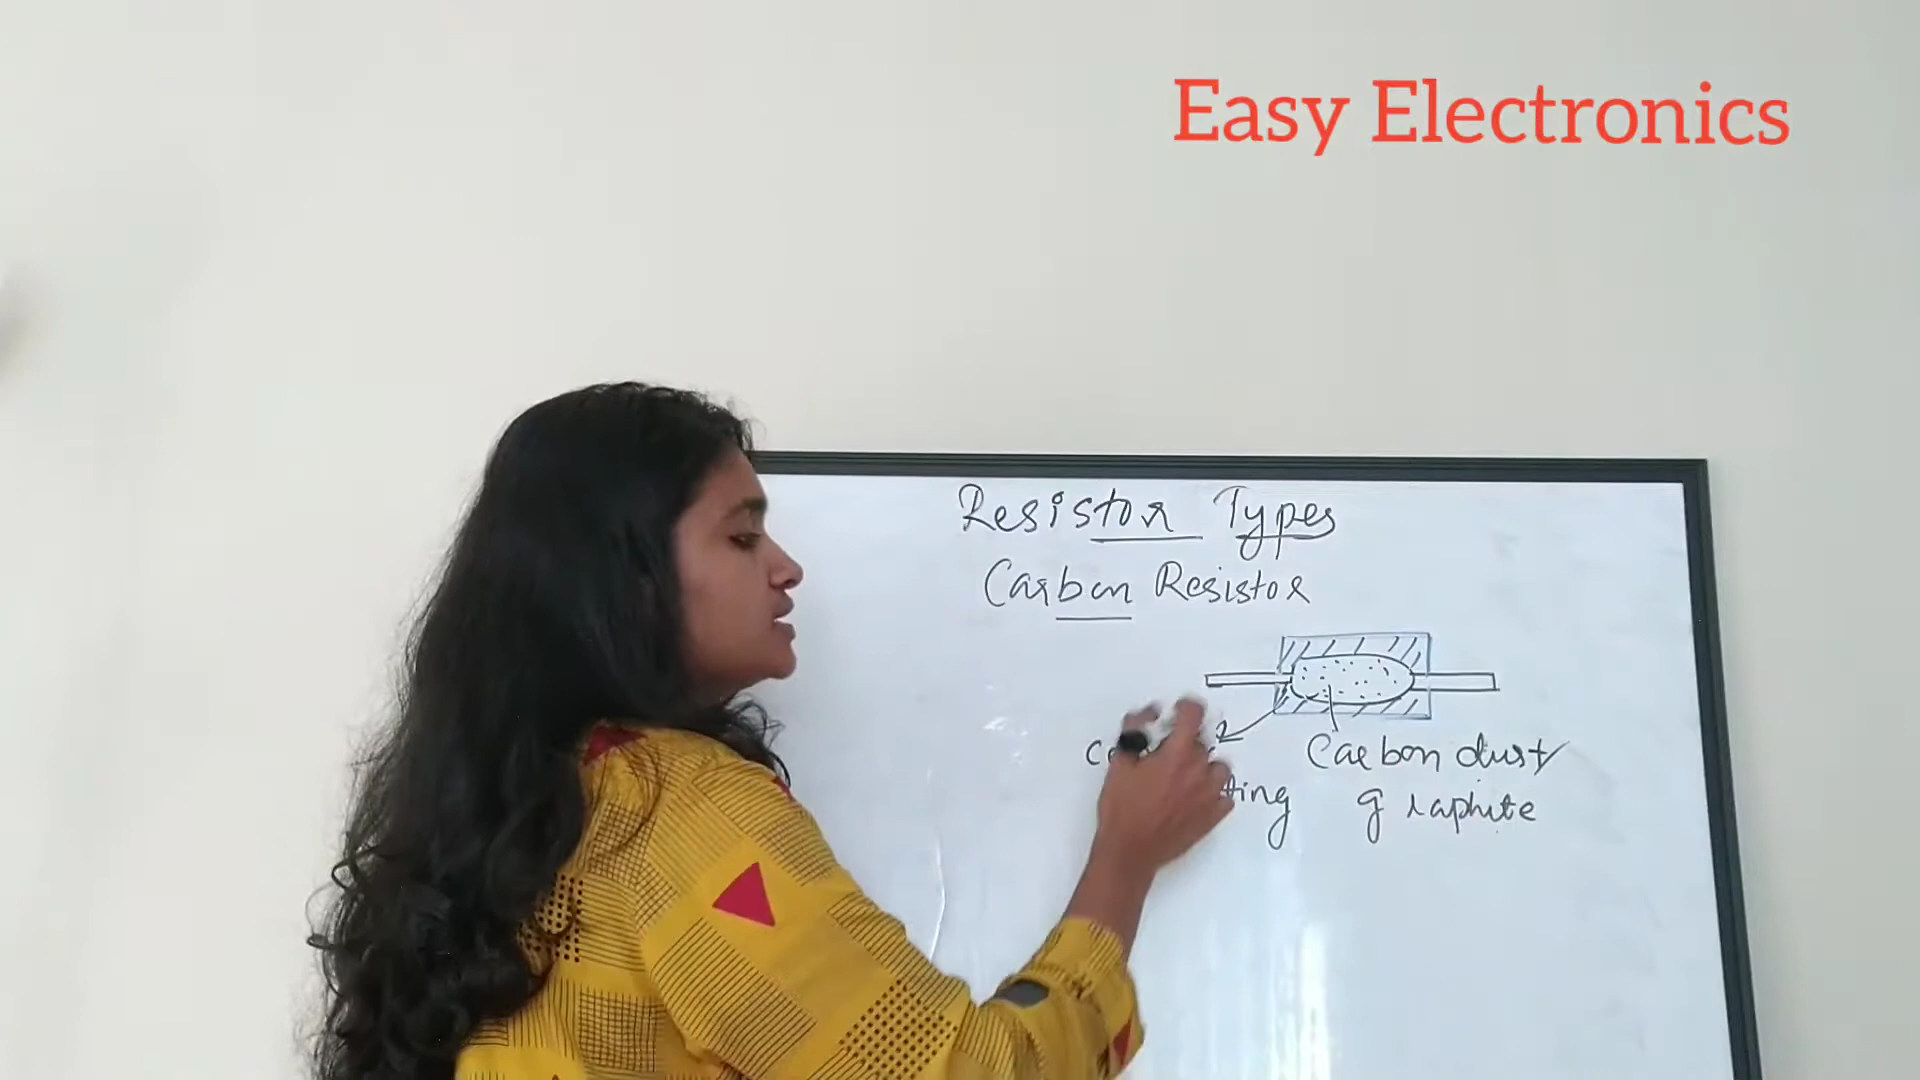 Easy Electronics
Resistor Types
Carbon Resistor
Carbon dust/
graphite